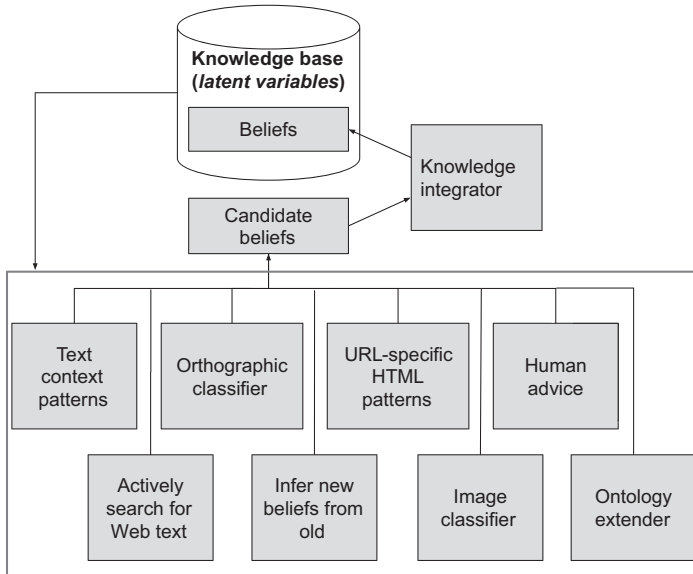 Knowledge base
(latent variables)
Beliefs
Knowledge
integrator
Candidate
beliefs
Text
context
patterns
Orthographic
classifier
URL-specific
HTML
patterns
Human
advice
Actively
search for
Web text
Infer new
beliefs from
old
Image
classifier
Ontology
extender